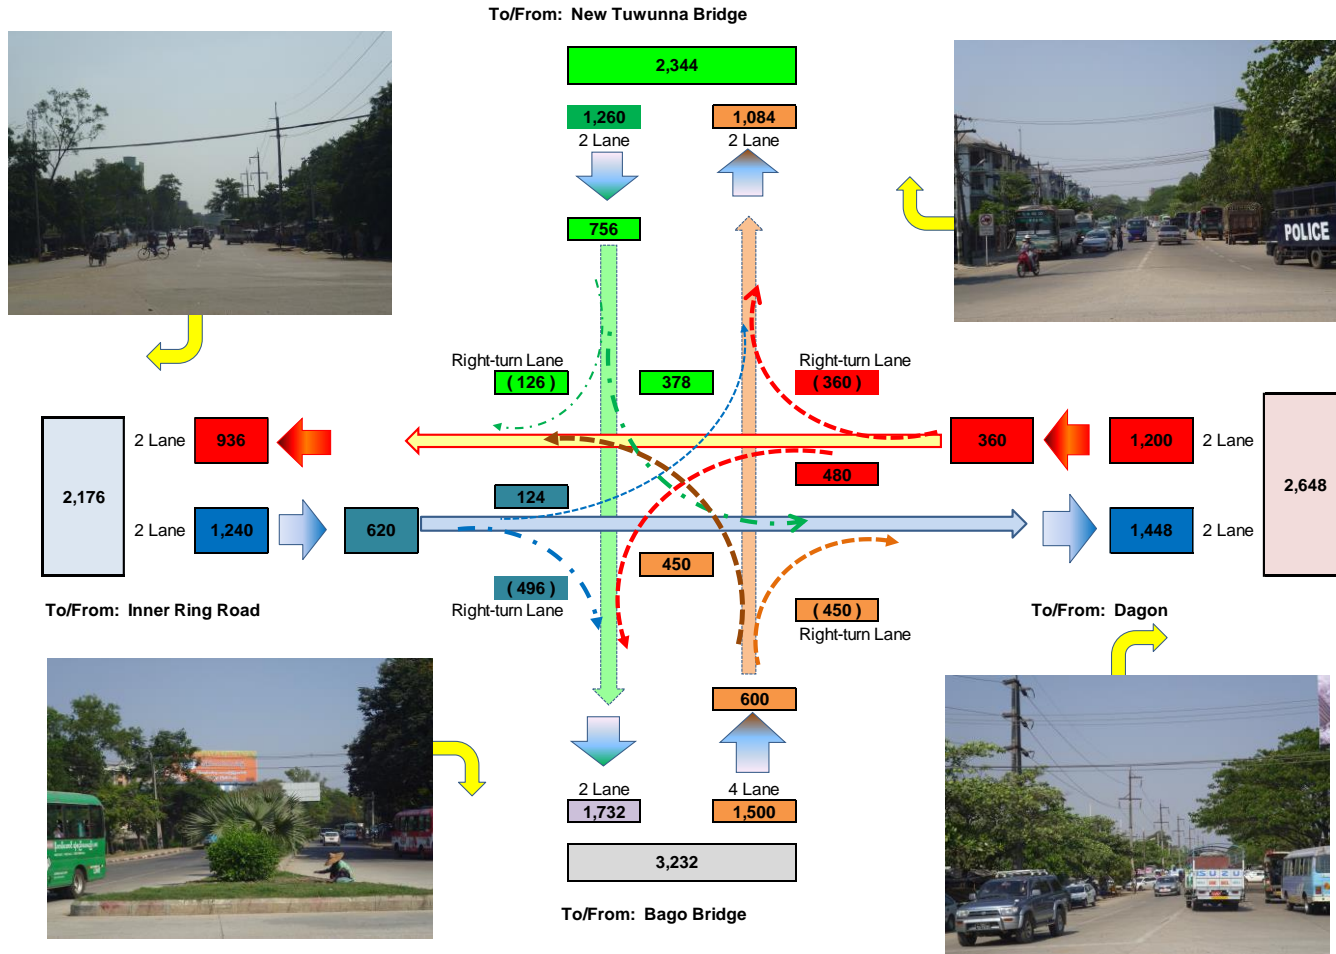 To/From: New Tuwunna Bridge
2,344
1,260
1,084
2 Lane
2 Lane
756
POLICE
Right-turn Lane
Right-turn Lane
( 126 )
378
( 360 )
2 Lane
936
360
1,200
2 Lane
480
2,176
2,648
124
2 Lane
1,240
620
1,448
2 Lane
450
( 496 )
Right-turn Lane
( 450 )
Right-turn Lane
To/From: Inner Ring Road
To/From: Dagon
600
2 Lane
4 Lane
1,732
1,500
3,232
To/From: Bago Bridge
ISUZU